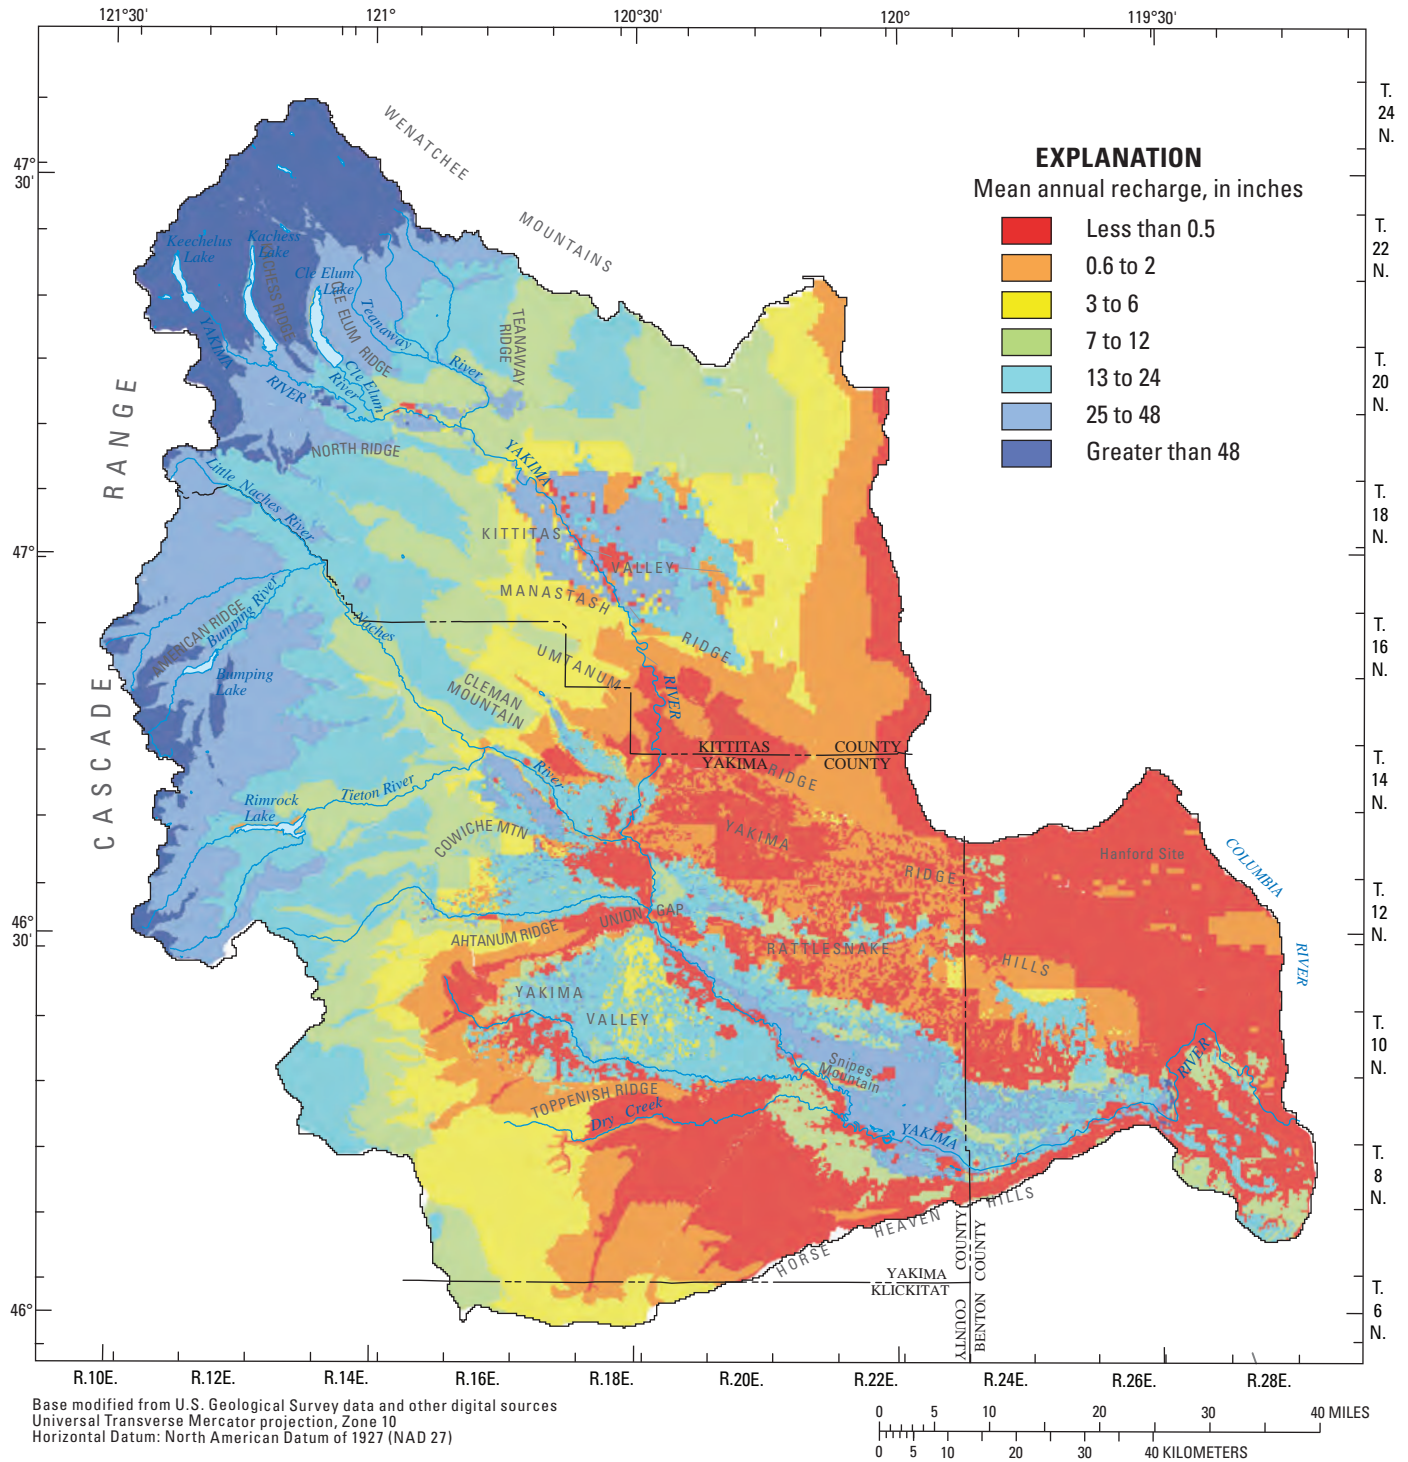 121°30'
121°
120°30'
120°
119°30'
T.
24
N.
WENATCHEE
MOUNTAINS
47°
30'
EXPLANATION
Mean annual recharge, in inches
Less than 0.5
0.6 to 2
3 to 6
7 to 12
13 to 24
25 to 48
Greater than 48
T.
22
N.
Keechelus
Lake
Kachess
Lake
KACHESS RIDGE
Cle Elum
Lake
CLE ELUM RIDGE
Teanaway
River
TEANAWAY
RIDGE
YAKIMA
RIVER
Cle Elum
River
T.
20
N.
CASCADE
RANGE
NORTH RIDGE
YAKIMA
Little Naches River
T.
18
N.
KITTITAS
VALLEY
47°
MANASTASH
RIDGE
AMERICAN RIDGE
Bumping River
Naches
T.
16
N.
UMTANUM
Bumping
Lake
CLEMAN
MOUNTAIN
RIVER
KITTITAS COUNTY
YAKIMA COUNTY
RIDGE
River
T.
14
N.
Tieton River
Rimrock
Lake
COWICHE MTN
YAKIMA
RIDGE
Hanford Site
COLUMBIA
RIVER
T.
12
N.
46°
30'
UNION GAP
AHTANUM RIDGE
RATTLESNAKE
HILLS
YAKIMA
VALLEY
T.
10
N.
Snipes
Mountain
RIVER
TOPPENISH RIDGE
Dry Creek
YAKIMA
T.
8
N.
HORSE HEAVEN HILLS
YAKIMA
KLICKITAT
COUNTY
COUNTY
BENTON COUNTY
46°
T.
6
N.
R.10E.
R.12E.
R.14E.
R.16E.
R.18E.
R.20E.
R.22E.
R.24E.
R.26E.
R.28E.
Base modified from U.S. Geological Survey data and other digital sources
Universal Transverse Mercator projection, Zone 10
Horizontal Datum: North American Datum of 1927 (NAD 27)
0 5 10 20 30 40 MILES
0 5 10 20 30 40 KILOMETERS